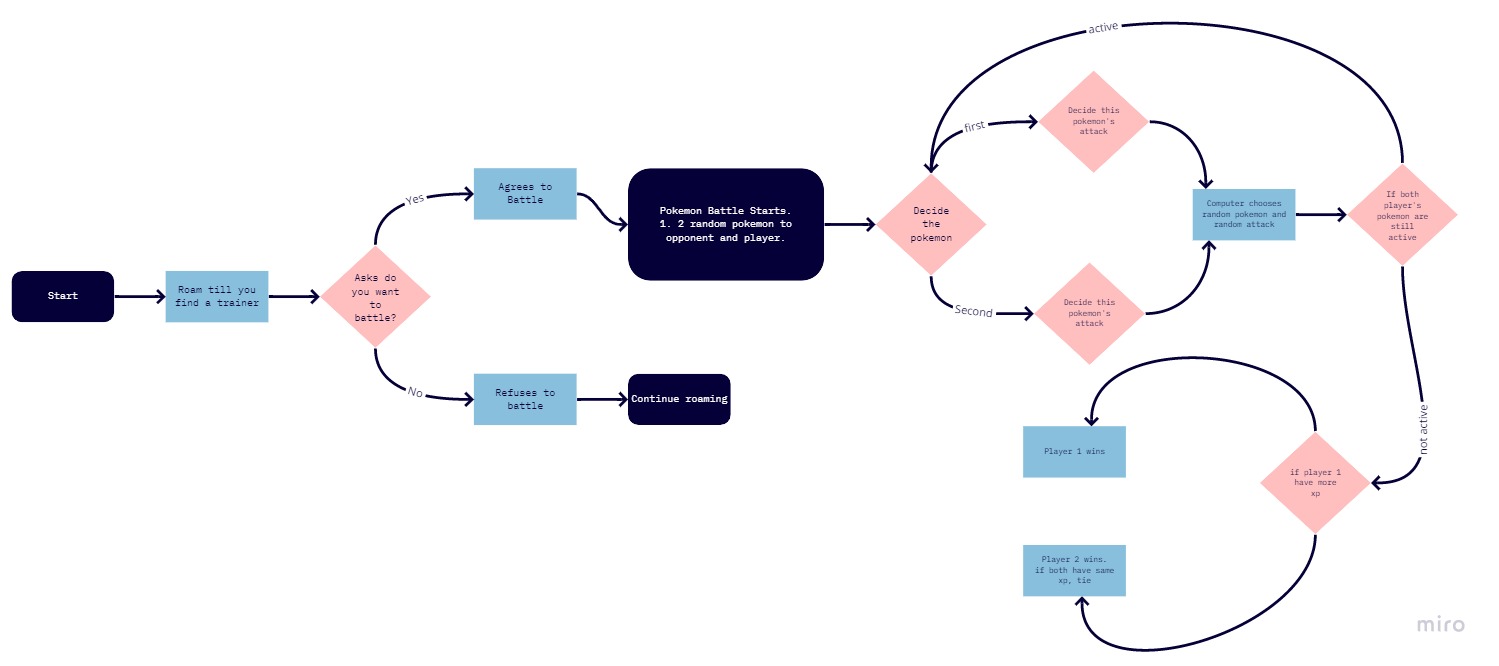 Start
Roam till you
find a trainer
Asks do
you want
to
battle?
Yes
No
Agrees to
Battle
Refuses to
battle
Continue roaming
Pokemon Battle Starts.
1. 2 random pokemon to
opponent and player.
Decide
the
pokemon
active
first
Second
Decide this
pokemon's
attack
Decide this
pokemon's
attack
Computer chooses
random pokemon and
random attack
If both
player's
pokemon are
still
active
not active
if player 1
have more
xp
Player 1 wins
Player 2 wins.
if both have same
xp, tie
miro